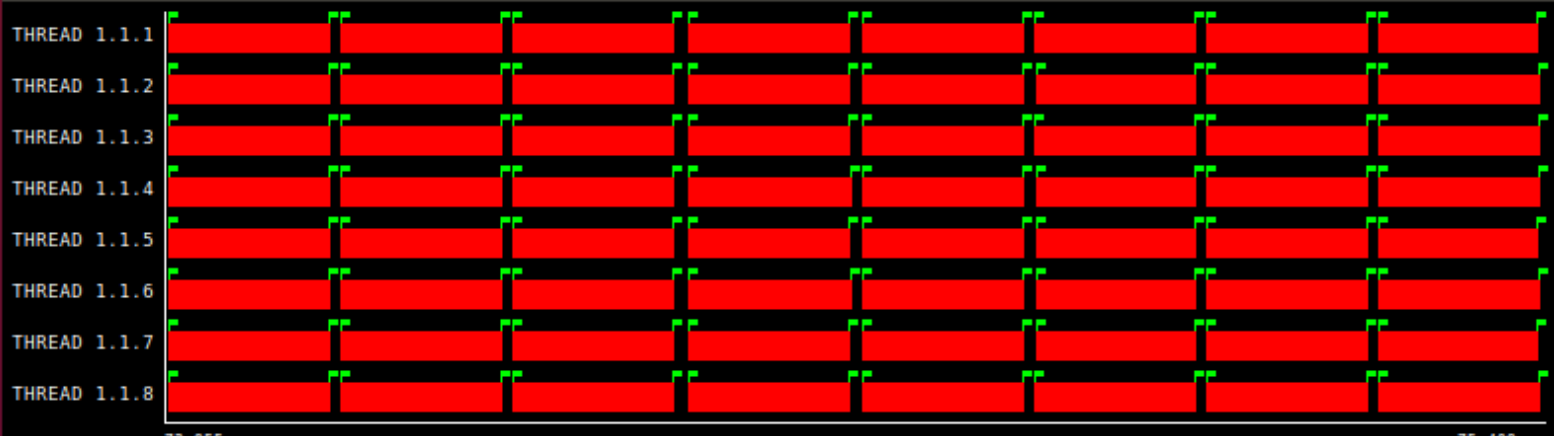 THREAD 1.1.1
THREAD 1.1.2
THREAD 1.1.3
THREAD 1.1.4
THREAD 1.1.5
THREAD 1.1.6
THREAD 1.1.7
THREAD 1.1.8